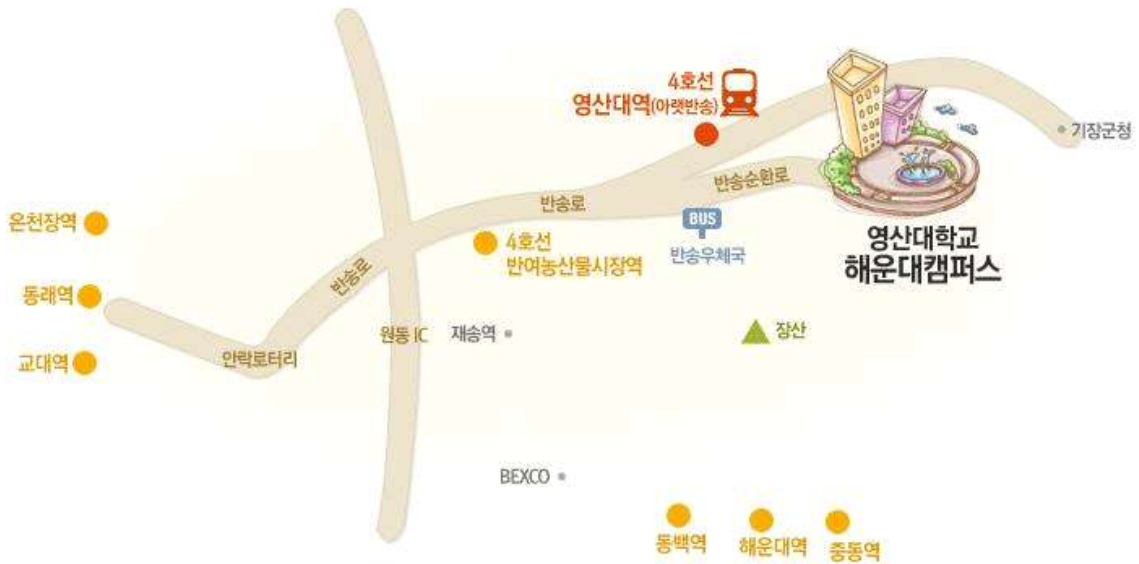 4호선
영산대역(아랫반송)
기장군청
반송순환로
반송로
BUS
반송우체국
영산대학교
해운대캠퍼스
온천장역
4호선
반여농산물시장역
반송로
동래역
원동 IC
재송역
장산
교대역
안락로터리
BEXCO
동백역
해운대역
중동역